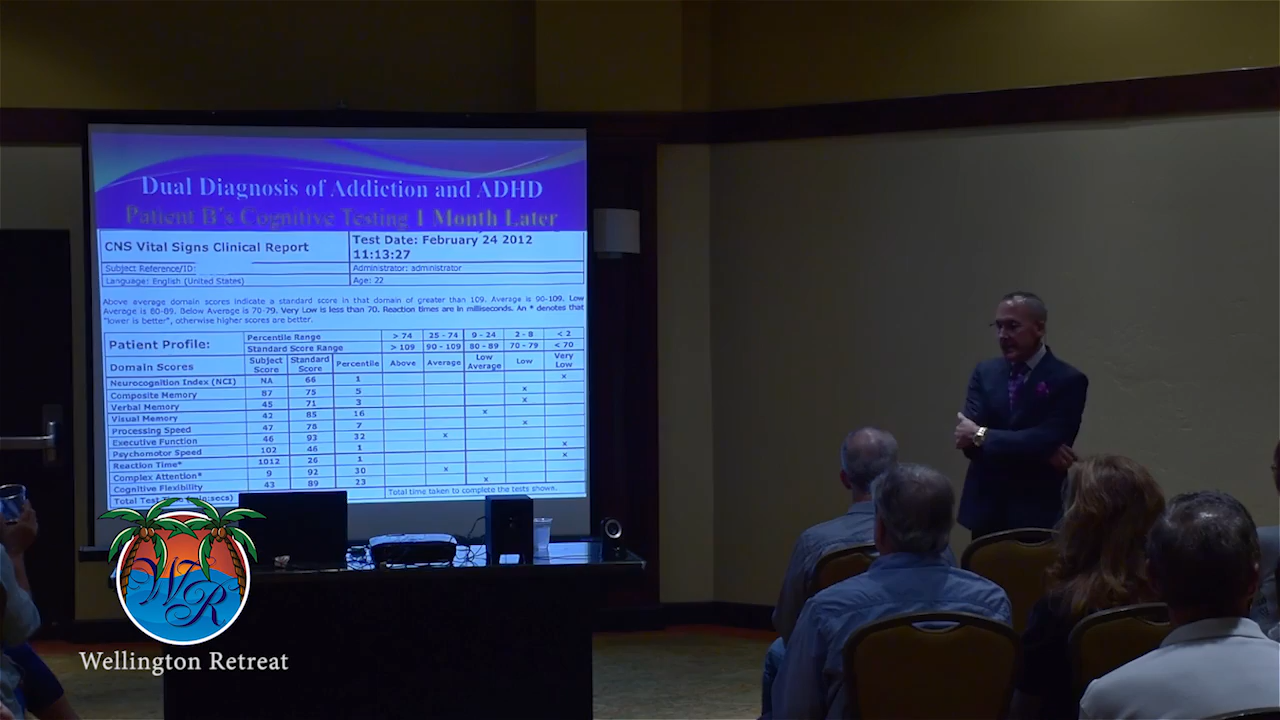 Dual Diagnosis of Addiction and ADHD
Patient B's Cognitive Testing 1 Month Later
CNS Vital Signs Clinical Report
Test Date: February 24 2012
11:13:27
Subject Reference/ID:
Administrator: administrator
Language: English (United States)
Age: 22
Above average domain scores indicate a standard score in that domain of greater than 109. Average is 90-109. Low
Average is 80-89. Below Average is 70-79. Very Low is less than 70. Reaction times are in milliseconds. An * denotes that
"lower is better", otherwise higher scores are better.
Patient Profile:
Percentile Range > 74 25 - 74 9 - 24 2 - 8 < 2
Standard Score Range > 109 90 - 109 80 - 89 70 - 79 < 70
Domain Scores Subject Score Standard Score Percentile Above Average Low Average Low Very Low
Neurocognition Index (NCI) NA 66 1 x
Composite Memory 87 75 5 x
Verbal Memory 45 71 3 x
Visual Memory 42 85 16 x
Processing Speed 47 78 7 x
Executive Function 46 93 32 x
Psychomotor Speed 102 46 1 x
Reaction Time* 1012 26 1 x
Complex Attention* 9 92 30 x
Cognitive Flexibility 43 89 23 x
Total Test Total time taken to complete the tests shown.
WR
Wellington Retreat